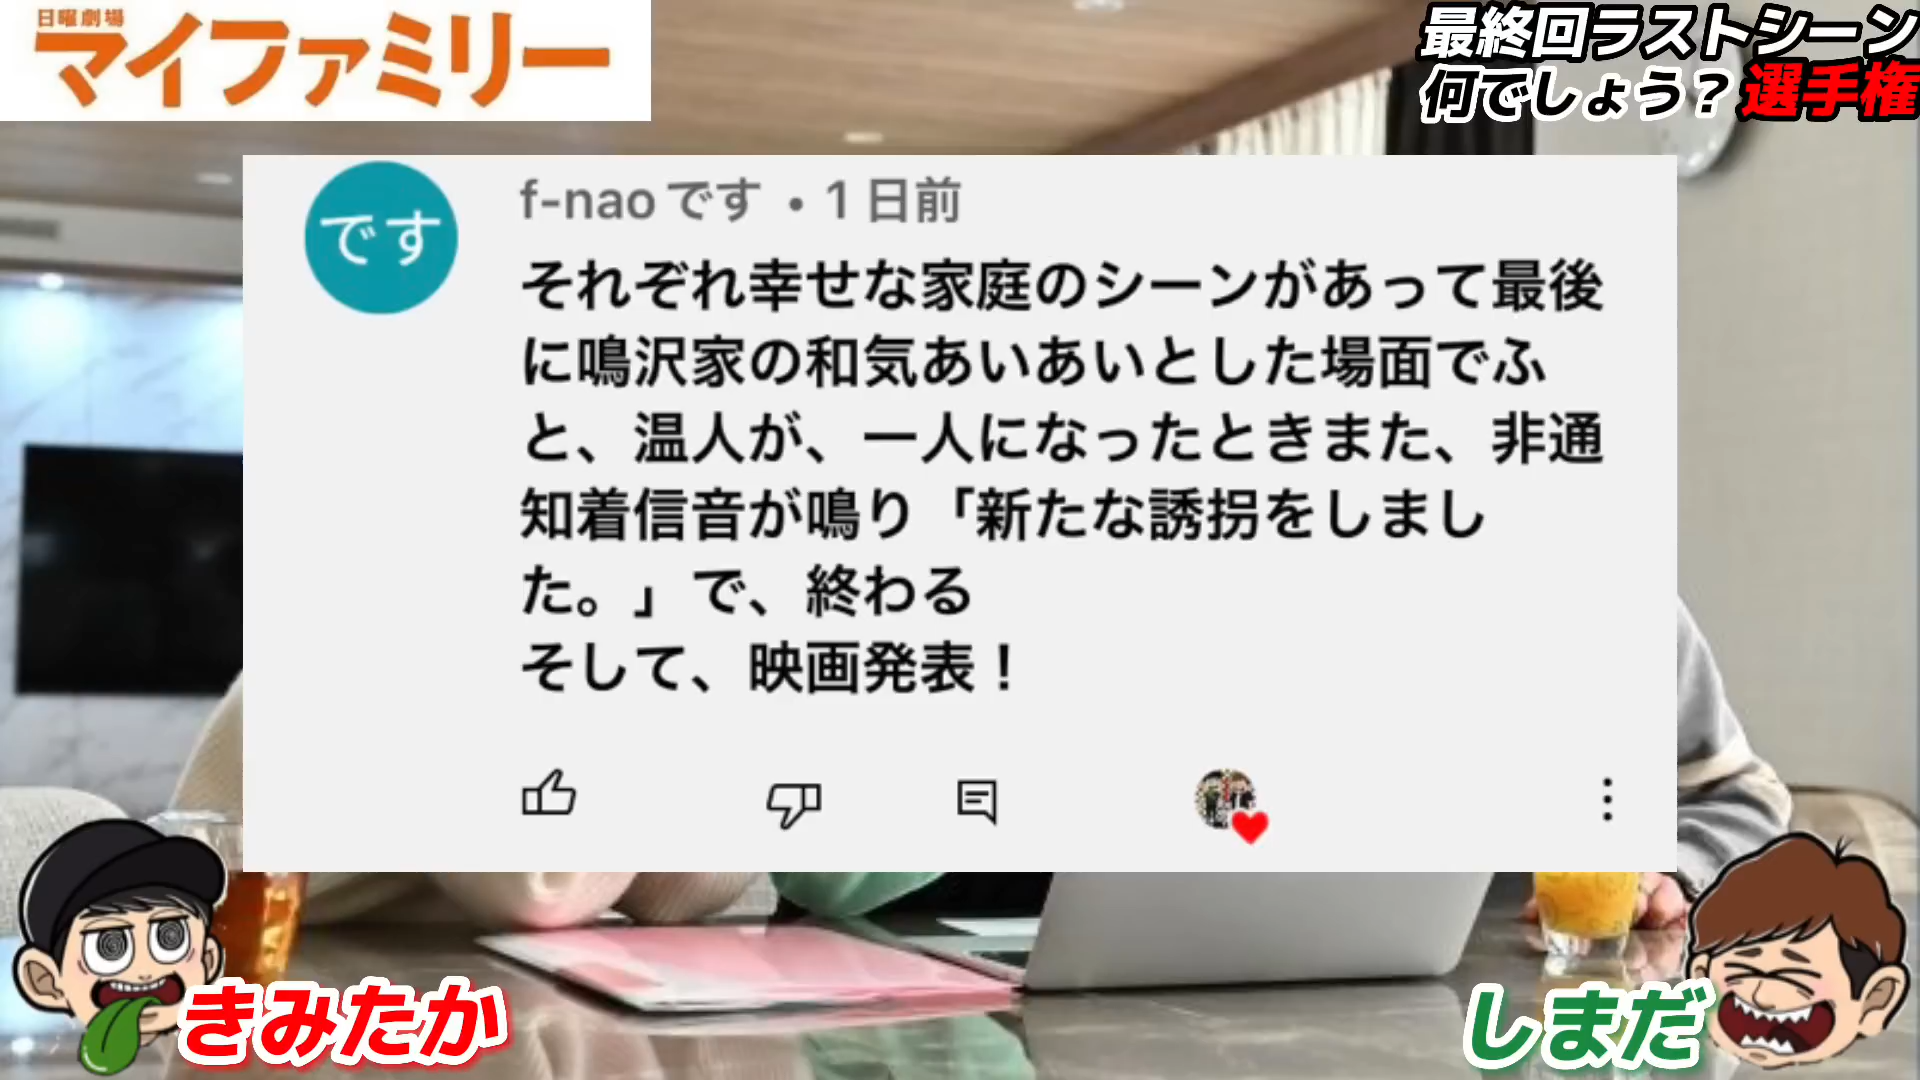 日曜劇場
マイファミリー
最終回ラストシーン
何でしょう？選手権
です
f-naoです・1日前
それぞれ幸せな家庭のシーンがあって最後
に鳴沢家の和気あいあいとした場面でふ
と、温人が、一人になったときまた、非通
知着信音が鳴り「新たな誘拐をしまし
た。」で、終わる
そして、映画発表！
きみたか
しまだ